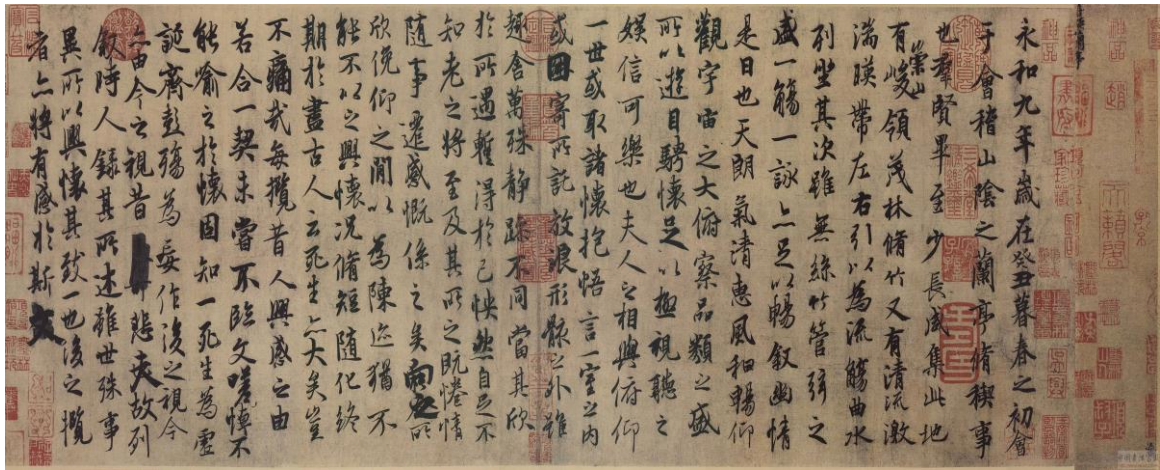 永和九年歲在癸丑暮春之初會
于會稽山陰之蘭亭脩稧事
也羣賢畢至少長咸集此地
有崇山峻領茂林脩竹又有清流激
湍暎帶左右引以為流觴曲水
列坐其次雖無絲竹管弦之
盛一觴一詠亦足以暢敘幽情
是日也天朗氣清惠風和暢仰
觀宇宙之大俯察品類之盛
所以遊目騁懷足以極視聽之
娛信可樂也夫人之相與俯仰
一世或取諸懷抱悟言一室之內
或因寄所託放浪形骸之外雖
趣舍萬殊靜躁不同當其欣
於所遇暫得於己怏然自足不
知老之將至及其所之既惓情
隨事遷感慨係之矣向之所
欣俛仰之閒以為陳迹猶不
能不以之興懷況脩短隨化終
期於盡古人云死生亦大矣豈
不痛哉每攬昔人興感之由
若合一契未嘗不臨文嗟悼不
能喻之於懷固知一死生為虛
誕齊彭殤為妄作後之視今
亦由今之視昔悲夫故列
敘時人錄其所述雖世殊事
異所以興懷其致一也後之攬
者亦將有感於斯文